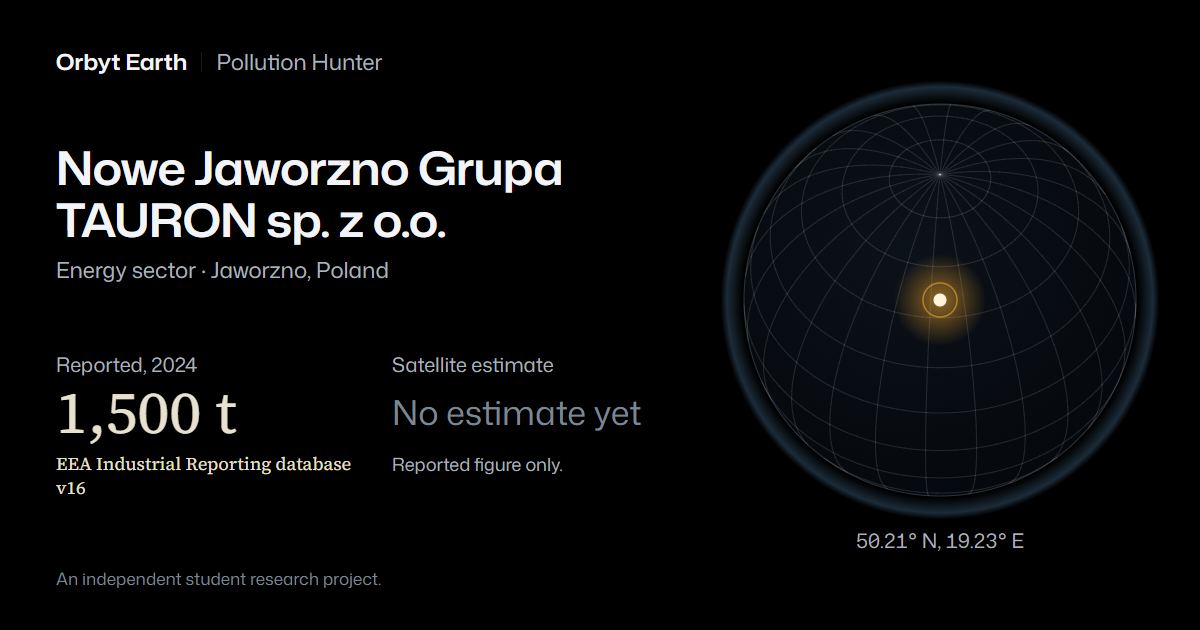 Orbyt Earth | Pollution Hunter
Nowe Jaworzno Grupa
TAURON sp. z o.o.
Energy sector · Jaworzno, Poland
Reported, 2024
1,500 t
EEA Industrial Reporting database
v16
Satellite estimate
No estimate yet
Reported figure only.
50.21° N, 19.23° E
An independent student research project.